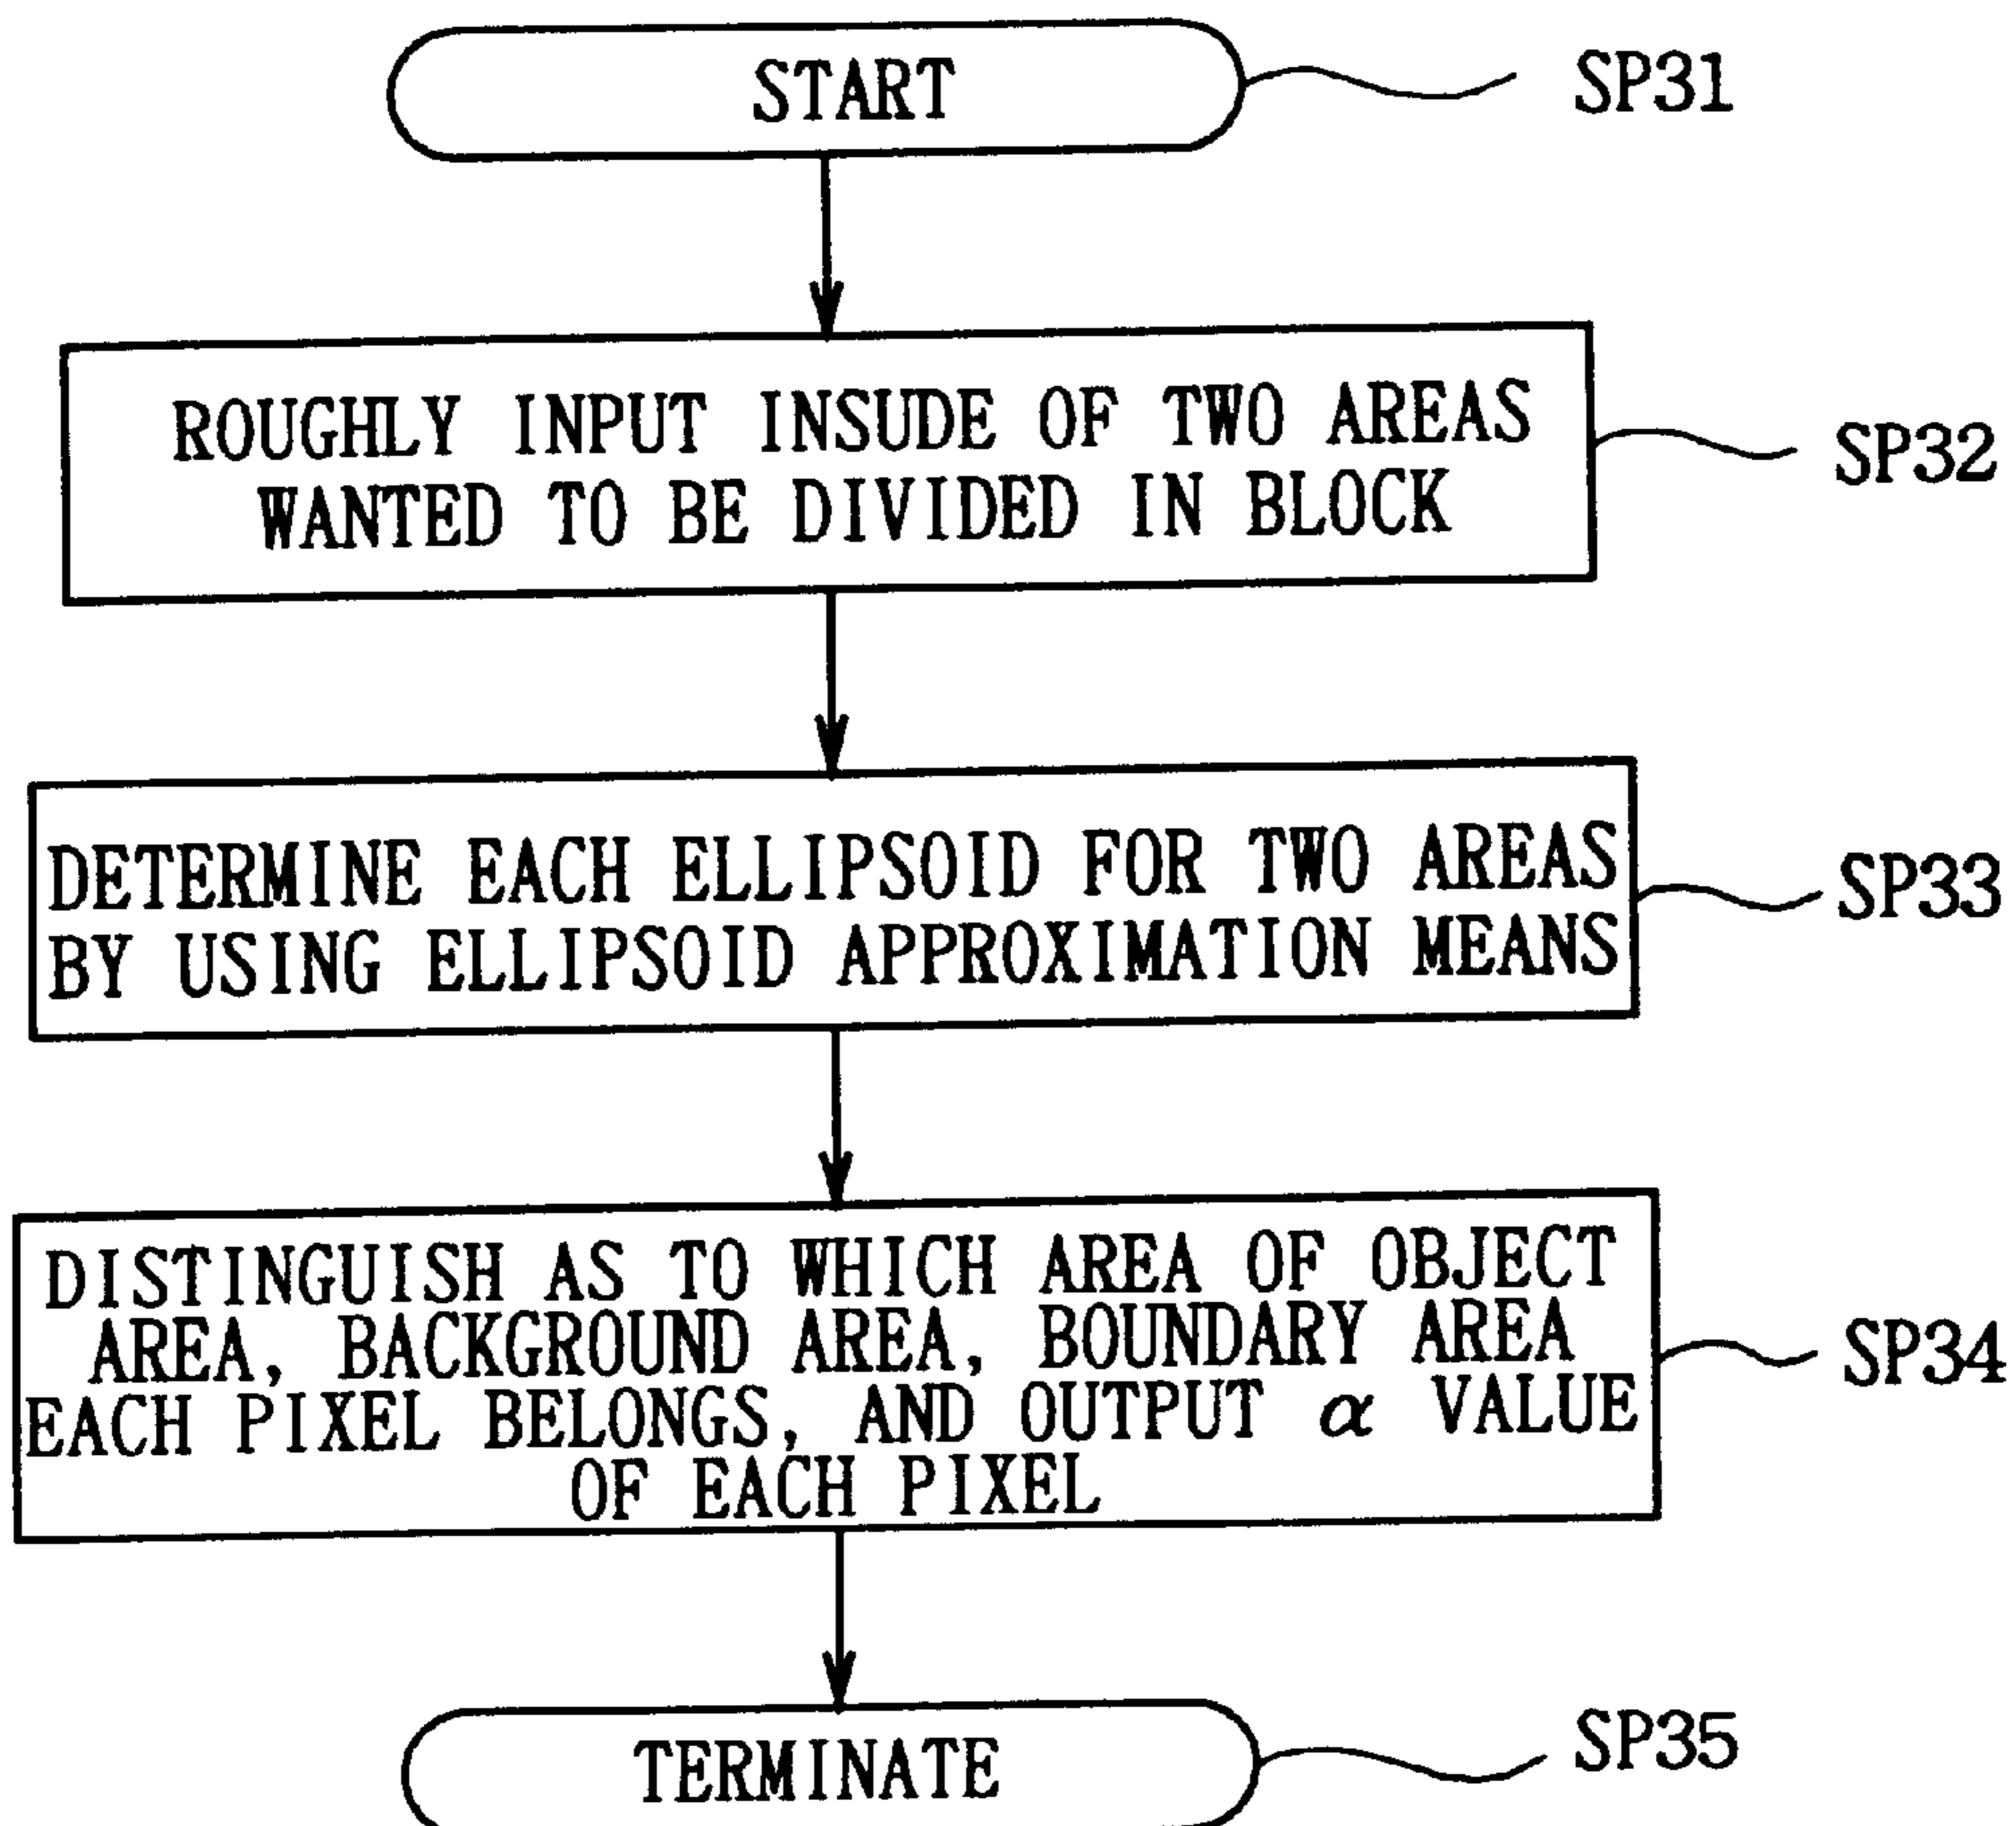 START
SP31
ROUGHLY INPUT INSUDE OF TWO AREAS
WANTED TO BE DIVIDED IN BLOCK
SP32
DETERMINE EACH ELLIPSOID FOR TWO AREAS
BY USING ELLIPSOID APPROXIMATION MEANS
SP33
DISTINGUISH AS TO WHICH AREA OF OBJECT
AREA, BACKGROUND AREA, BOUNDARY AREA
EACH PIXEL BELONGS, AND OUTPUT α VALUE
OF EACH PIXEL
SP34
TERMINATE
SP35